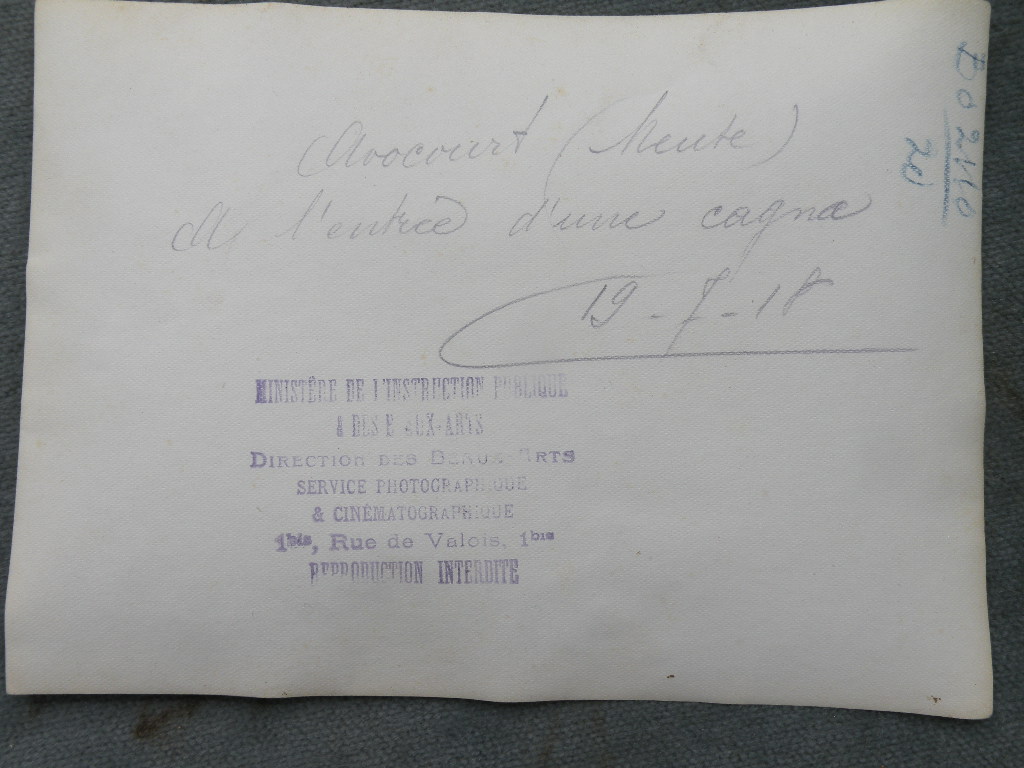 Avocourt (Meuse)
A l'entrée d'une cagna
19-7-18
MINISTÈRE DE L'INSTRUCTION PUBLIQUE
& DES BEAUX-ARTS
DIRECTION DES BEAUX-ARTS
SERVICE PHOTOGRAPHIQUE
& CINÉMATOGRAPHIQUE
1bis, Rue de Valois, 1bis
REPRODUCTION INTERDITE